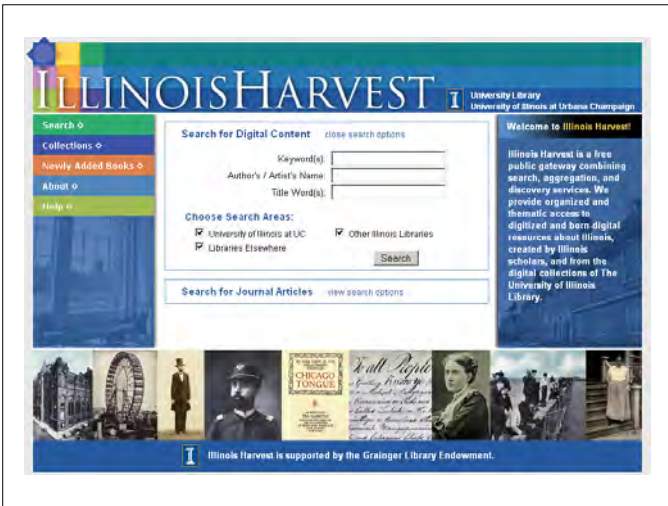 ILLINOISHARVEST
University Library
University of Illinois at Urbana Champaign
Search
Collections
Newly Added Books
About
Help
Search for Digital Content close search options
Keyword(s):
Author's / Artist's Name:
Title Word(s):
Choose Search Areas:
University of Illinois at UC Other Illinois Libraries
Libraries Elsewhere
Search
Search for Journal Articles view search options
Welcome to Illinois Harvest!
Illinois Harvest is a free
public gateway combining
search, aggregation, and
discovery services. We
provide organized and
thematic access to
digitized and born digital
resources about Illinois,
created by Illinois
scholars, and from the
digital collections of The
University of Illinois
Library.
CHICAGO
TONGUE
To all People
I
Illinois Harvest is supported by the Grainger Library Endowment.